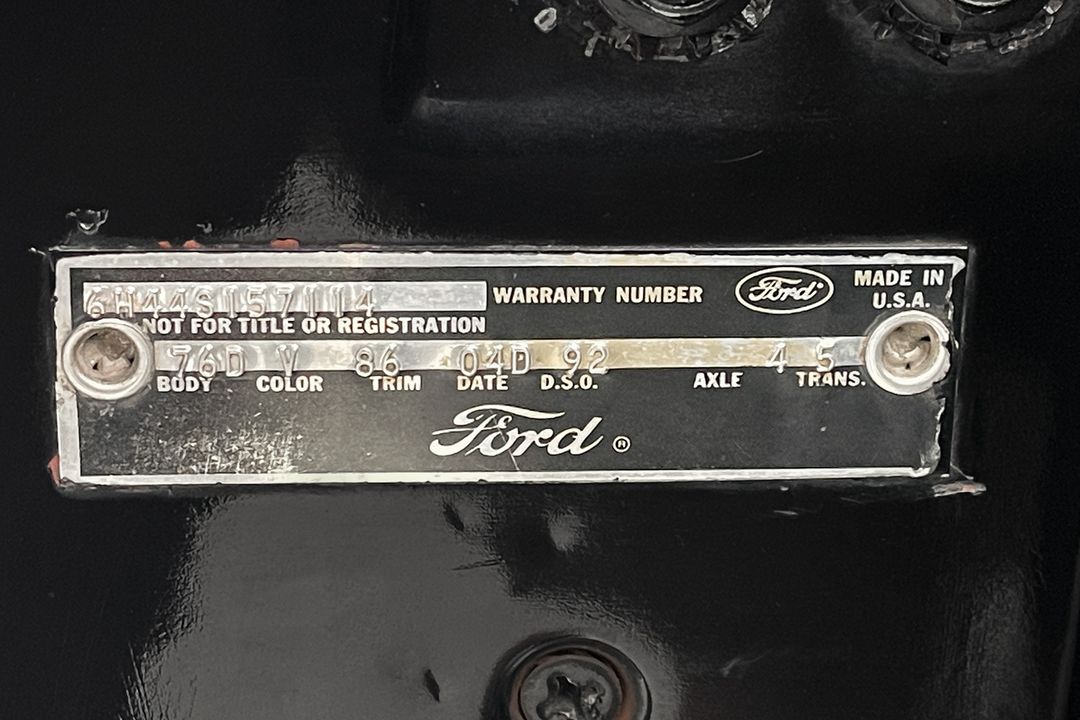 6H44S157114 WARRANTY NUMBER Ford MADE IN U.S.A.
NOT FOR TITLE OR REGISTRATION
76D V 86 04D 92 4 5
BODY COLOR TRIM DATE D.S.O. AXLE TRANS.
Ford ®